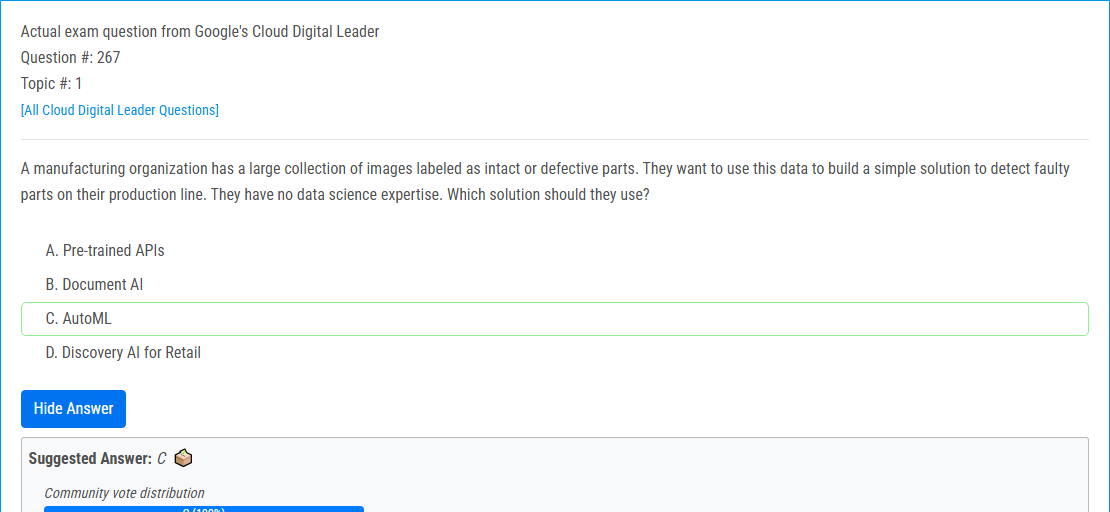 Actual exam question from Google's Cloud Digital Leader
Question #: 267
Topic #: 1
[All Cloud Digital Leader Questions]
A manufacturing organization has a large collection of images labeled as intact or defective parts. They want to use this data to build a simple solution to detect faulty
parts on their production line. They have no data science expertise. Which solution should they use?
A. Pre-trained APIs
B. Document AI
C. AutoML
D. Discovery AI for Retail
Hide Answer
Suggested Answer: C
Community vote distribution